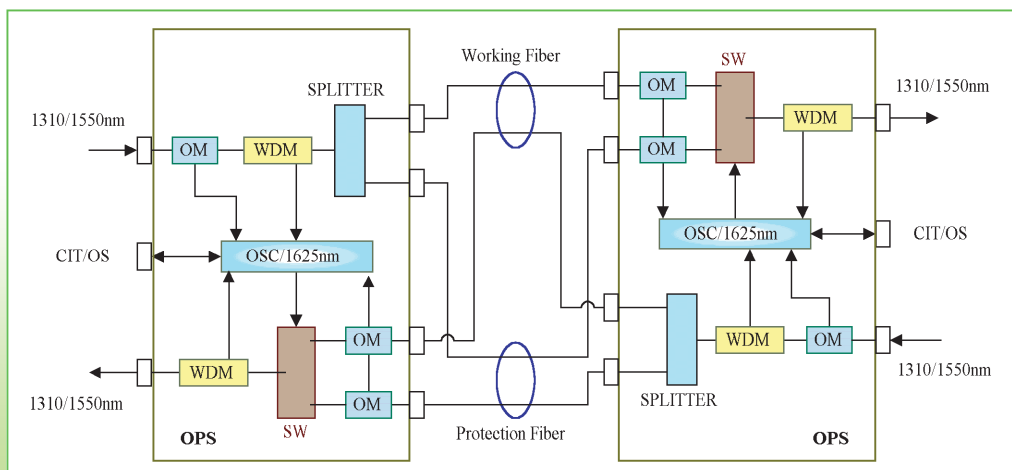 Working Fiber
SW
SPLITTER
OM
1310/1550nm
1310/1550nm
WDM
OM
WDM
OM
OSC/1625nm
OSC/1625nm
CIT/OS
CIT/OS
OM
WDM
OM
WDM
1310/1550nm
1310/1550nm
OM
SPLITTER
SW
Protection Fiber
OPS
OPS